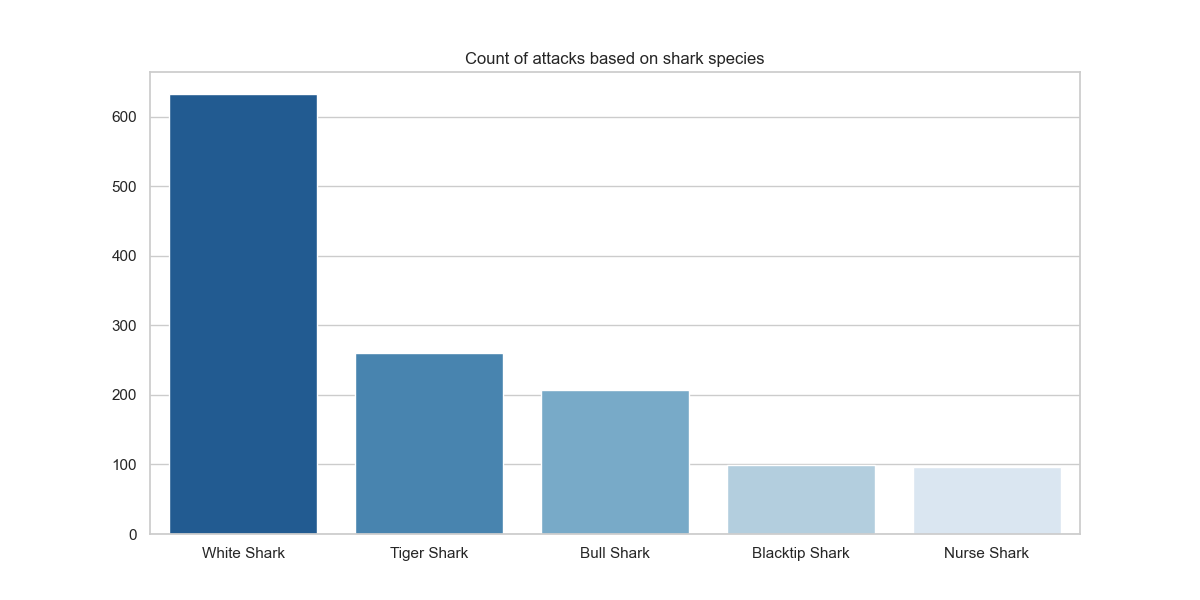 Count of attacks based on shark species
600
500
400
300
200
100
0
White Shark
Tiger Shark
Bull Shark
Blacktip Shark
Nurse Shark